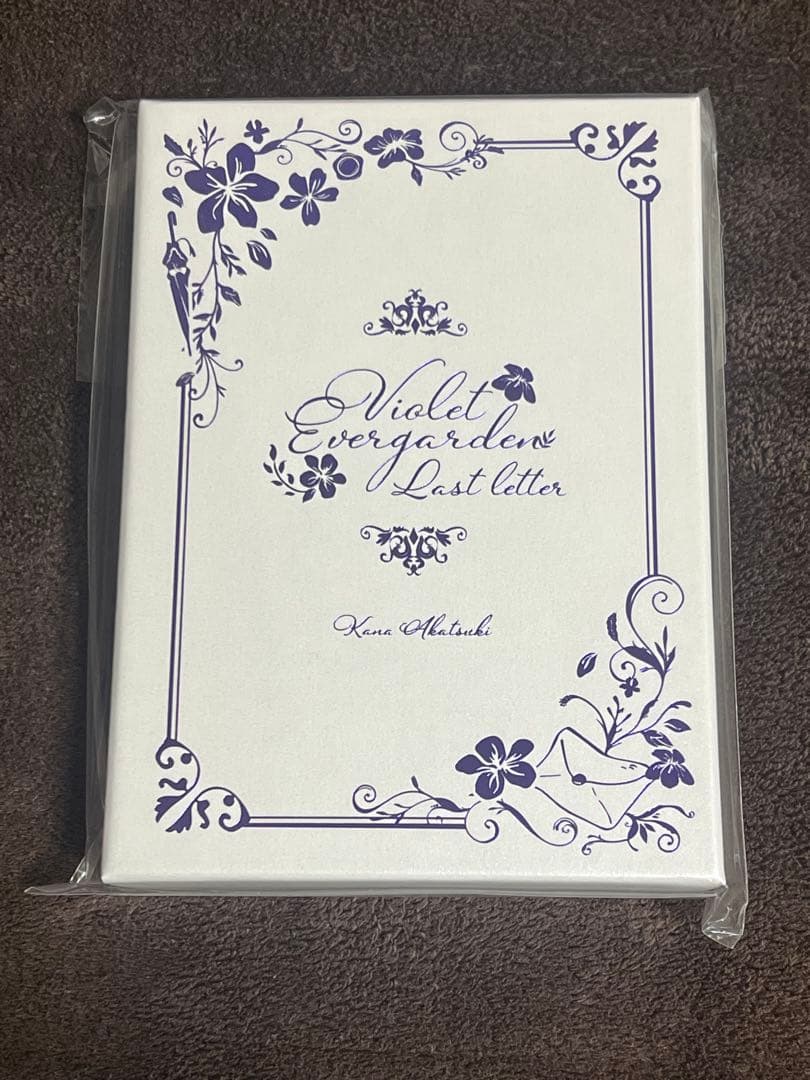 Violet
Evergarden
Last letter
Kana Akatsuki